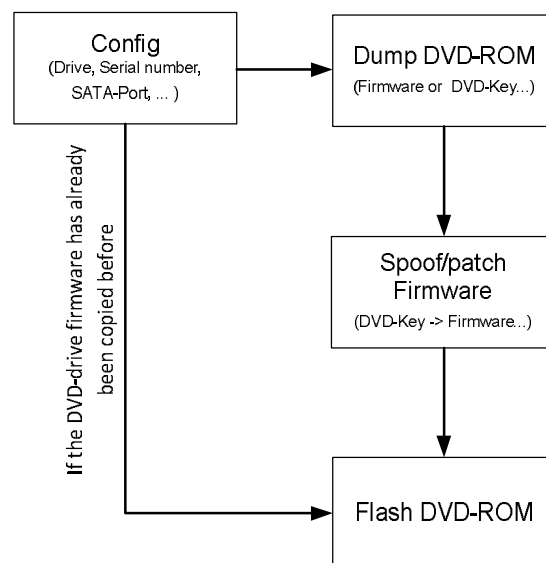 Config
(Drive, Serial number,
SATA-Port, ... )
Dump DVD-ROM
(Firmware or DVD-Key...)
If the DVD-drive firmware has already
been copied before
Spoof/patch
Firmware
(DVD-Key -> Firmware...)
Flash DVD-ROM